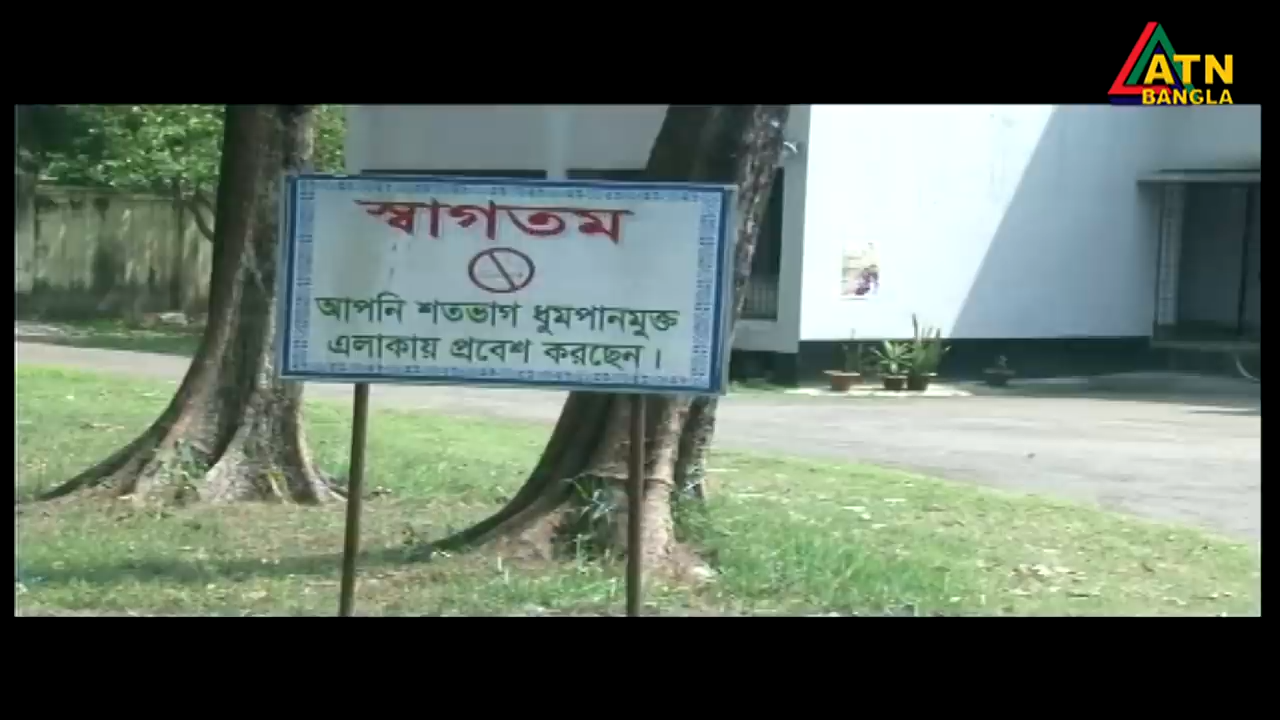 ATN
BANGLA
স্বাগতম
আপনি শতভাগ ধুমপানমুক্ত
এলাকায় প্রবেশ করছেন।